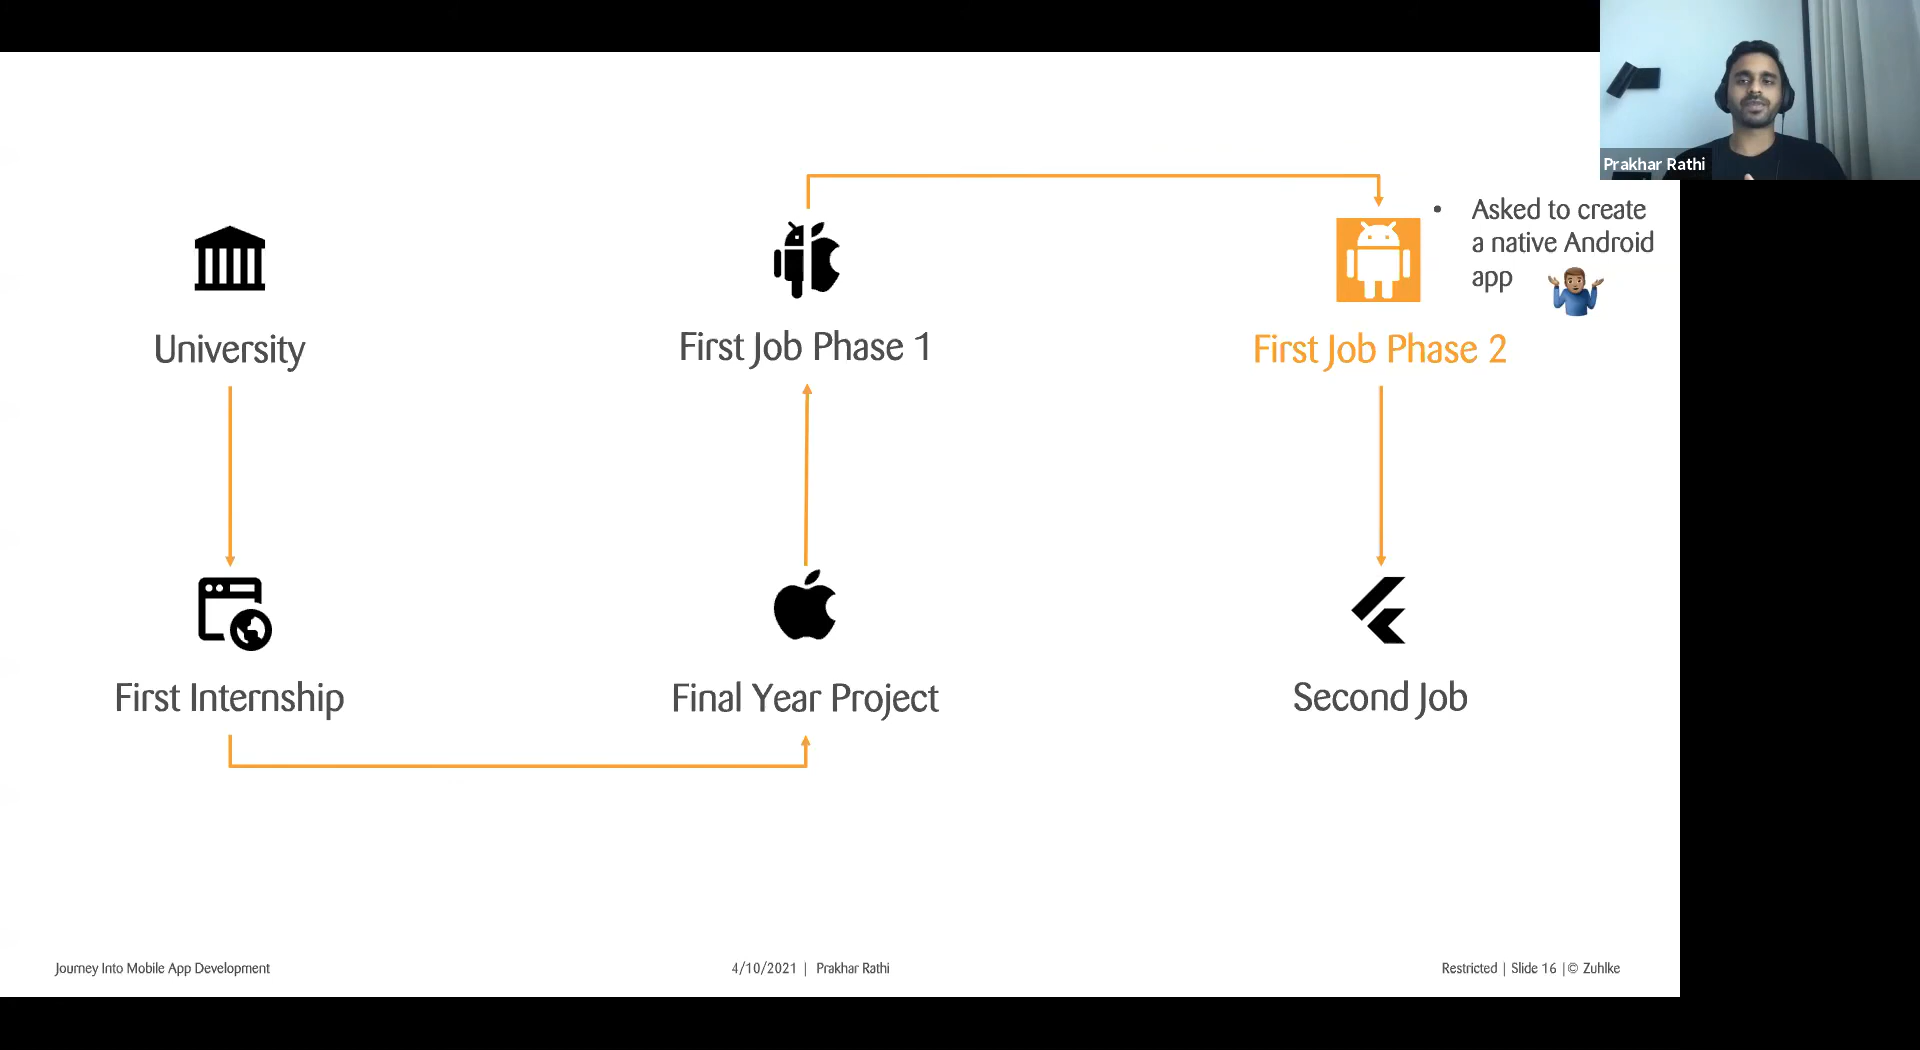 Prakhar Rathi
• Asked to create
a native Android
app
University
First Job Phase 1
First Job Phase 2
First Internship
Final Year Project
Second Job
Journey Into Mobile App Development
4/10/2021 | Prakhar Rathi
Restricted | Slide 16 | © Zuhlke